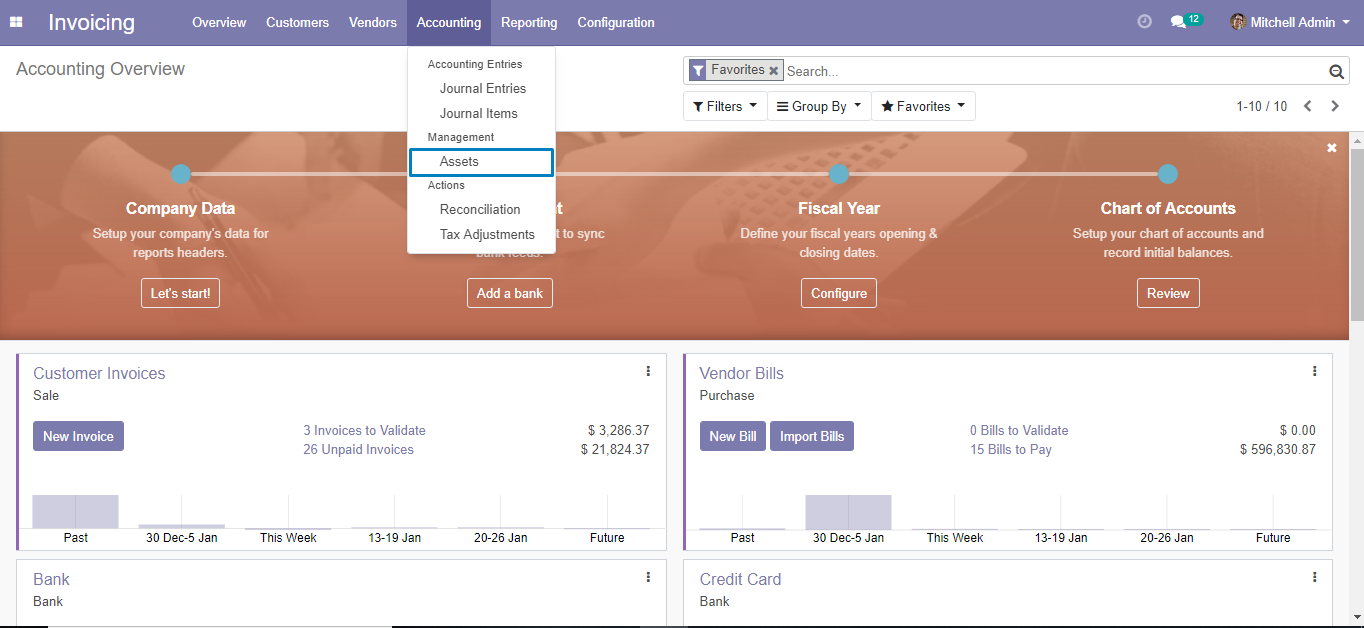 Invoicing
Overview Customers Vendors Accounting Reporting Configuration
12 Mitchell Admin
Accounting Overview
Favorites Search...
Filters Group By Favorites
1-10 / 10
Accounting Entries
Journal Entries
Journal Items
Management
Assets
Actions
Reconciliation
Tax Adjustments
Company Data
Setup your company's data for
reports headers.
Let's start!
t
t to sync
bank feeds.
Add a bank
Fiscal Year
Define your fiscal years opening &
closing dates.
Configure
Chart of Accounts
Setup your chart of accounts and
record initial balances.
Review
Customer Invoices
Sale
New Invoice
3 Invoices to Validate $ 3,286.37
26 Unpaid Invoices $ 21,824.37
Past 30 Dec-5 Jan This Week 13-19 Jan 20-26 Jan Future
Vendor Bills
Purchase
New Bill Import Bills
0 Bills to Validate $ 0.00
15 Bills to Pay $ 596,830.87
Past 30 Dec-5 Jan This Week 13-19 Jan 20-26 Jan Future
Bank
Bank
Credit Card
Bank